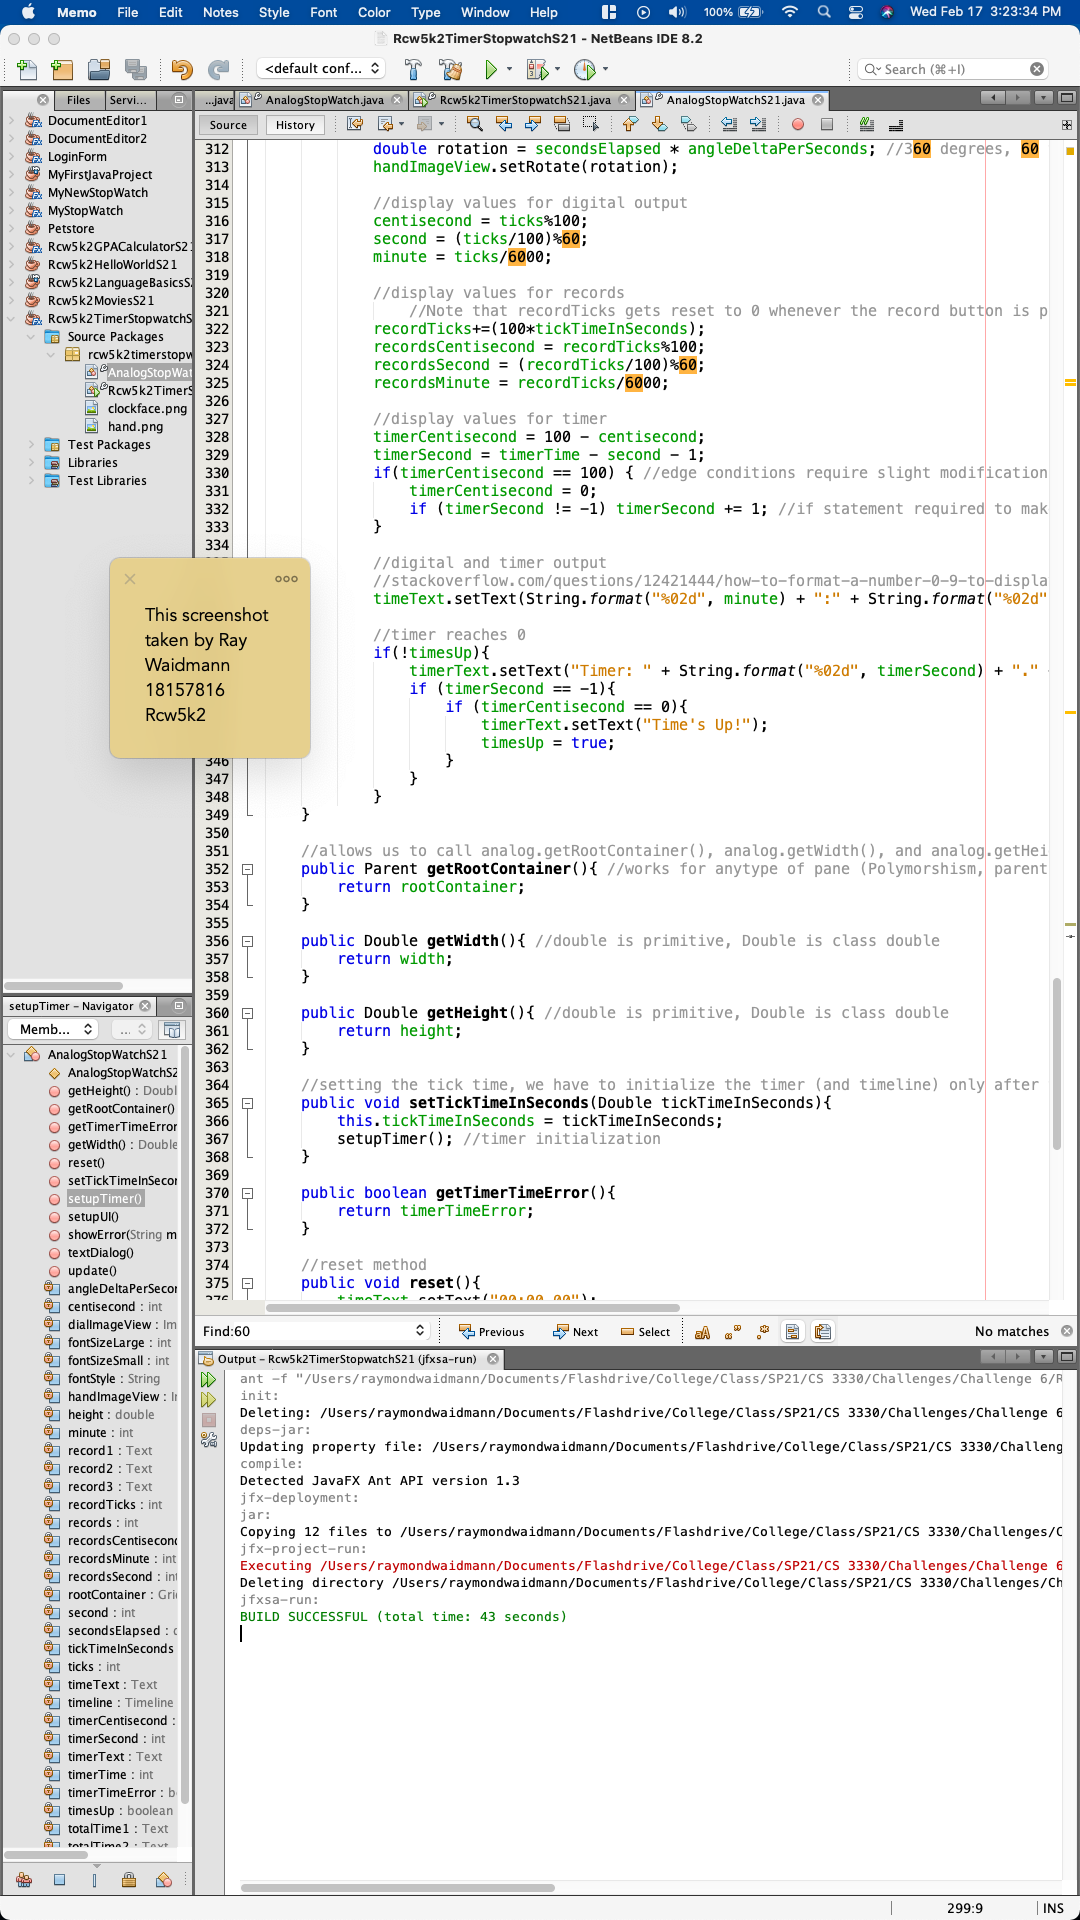 Memo File Edit Notes Style Font Color Type Window Help 100% Wed Feb 17 3:23:34 PM
Rcw5k2TimerStopwatchS21 - NetBeans IDE 8.2
<default conf... Search (⌘+I)
Files Servi...
...java AnalogStopWatch.java Rcw5k2TimerStopwatchS21.java AnalogStopWatchS21.java
Source History
DocumentEditor1
DocumentEditor2
LoginForm
MyFirstJavaProject
MyNewStopWatch
MyStopWatch
Petstore
Rcw5k2GPACalculatorS21
Rcw5k2HelloWorldS21
Rcw5k2LanguageBasicsS
Rcw5k2MoviesS21
Rcw5k2TimerStopwatchS
Source Packages
rcw5k2timerstopw
AnalogStopWat
Rcw5k2TimerS
clockface.png
hand.png
Test Packages
Libraries
Test Libraries
312 double rotation = secondsElapsed * angleDeltaPerSeconds; //360 degrees, 60
313 handImageView.setRotate(rotation);
314
315 //display values for digital output
316 centisecond = ticks%100;
317 second = (ticks/100)%60;
318 minute = ticks/6000;
319
320 //display values for records
321 //Note that recordTicks gets reset to 0 whenever the record button is p
322 recordTicks+=(100*tickTimeInSeconds);
323 recordsCentisecond = recordTicks%100;
324 recordsSecond = (recordTicks/100)%60;
325 recordsMinute = recordTicks/6000;
326
327 //display values for timer
328 timerCentisecond = 100 - centisecond;
329 timerSecond = timerTime - second - 1;
330 if(timerCentisecond == 100) { //edge conditions require slight modification
331 timerCentisecond = 0;
332 if (timerSecond != -1) timerSecond += 1; //if statement required to mak
333 }
334
//digital and timer output
//stackoverflow.com/questions/12421444/how-to-format-a-number-0-9-to-displa
timeText.setText(String.format("%02d", minute) + ":" + String.format("%02d"
//timer reaches 0
if(!timesUp){
timerText.setText("Timer: " + String.format("%02d", timerSecond) + "."
if (timerSecond == -1){
if (timerCentisecond == 0){
timerText.setText("Time's Up!");
timesUp = true;
346 }
347 }
348 }
349 }
350
351 //allows us to call analog.getRootContainer(), analog.getWidth(), and analog.getHei
352 public Parent getRootContainer(){ //works for anytype of pane (Polymorshism, parent
353 return rootContainer;
354 }
355
356 public Double getWidth(){ //double is primitive, Double is class double
357 return width;
358 }
359
360 public Double getHeight(){ //double is primitive, Double is class double
361 return height;
362 }
363
364 //setting the tick time, we have to initialize the timer (and timeline) only after
365 public void setTickTimeInSeconds(Double tickTimeInSeconds){
366 this.tickTimeInSeconds = tickTimeInSeconds;
367 setupTimer(); //timer initialization
368 }
369
370 public boolean getTimerTimeError(){
371 return timerTimeError;
372 }
373
374 //reset method
375 public void reset(){
376 timeText.setText("00:00.00");
This screenshot
taken by Ray
Waidmann
18157816
Rcw5k2
setupTimer - Navigator
Memb... ...
AnalogStopWatchS21
AnalogStopWatchS2
getHeight() : Doubl
getRootContainer()
getTimerTimeError
getWidth() : Double
reset()
setTickTimeInSecor
setupTimer()
setupUI()
showError(String m
textDialog()
update()
angleDeltaPerSecor
centisecond : int
dialImageView : Im
fontSizeLarge : int
fontSizeSmall : int
fontStyle : String
handImageView : I
height : double
minute : int
record1 : Text
record2 : Text
record3 : Text
recordTicks : int
records : int
recordsCentisecond
recordsMinute : int
recordsSecond : int
rootContainer : Gri
second : int
secondsElapsed : d
tickTimeInSeconds
ticks : int
timeText : Text
timeline : Timeline
timerCentisecond :
timerSecond : int
timerText : Text
timerTime : int
timerTimeError : b
timesUp : boolean
totalTime1 : Text
totalTime2 : Text
Find:60 Previous Next Select No matches
Output - Rcw5k2TimerStopwatchS21 (jfxsa-run)
ant -f "/Users/raymondwaidmann/Documents/Flashdrive/College/Class/SP21/CS 3330/Challenges/Challenge 6/R
init:
Deleting: /Users/raymondwaidmann/Documents/Flashdrive/College/Class/SP21/CS 3330/Challenges/Challenge 6
deps-jar:
Updating property file: /Users/raymondwaidmann/Documents/Flashdrive/College/Class/SP21/CS 3330/Challeng
compile:
Detected JavaFX Ant API version 1.3
jfx-deployment:
jar:
Copying 12 files to /Users/raymondwaidmann/Documents/Flashdrive/College/Class/SP21/CS 3330/Challenges/C
jfx-project-run:
Executing /Users/raymondwaidmann/Documents/Flashdrive/College/Class/SP21/CS 3330/Challenges/Challenge 6
Deleting directory /Users/raymondwaidmann/Documents/Flashdrive/College/Class/SP21/CS 3330/Challenges/Ch
jfxsa-run:
BUILD SUCCESSFUL (total time: 43 seconds)
299:9 INS